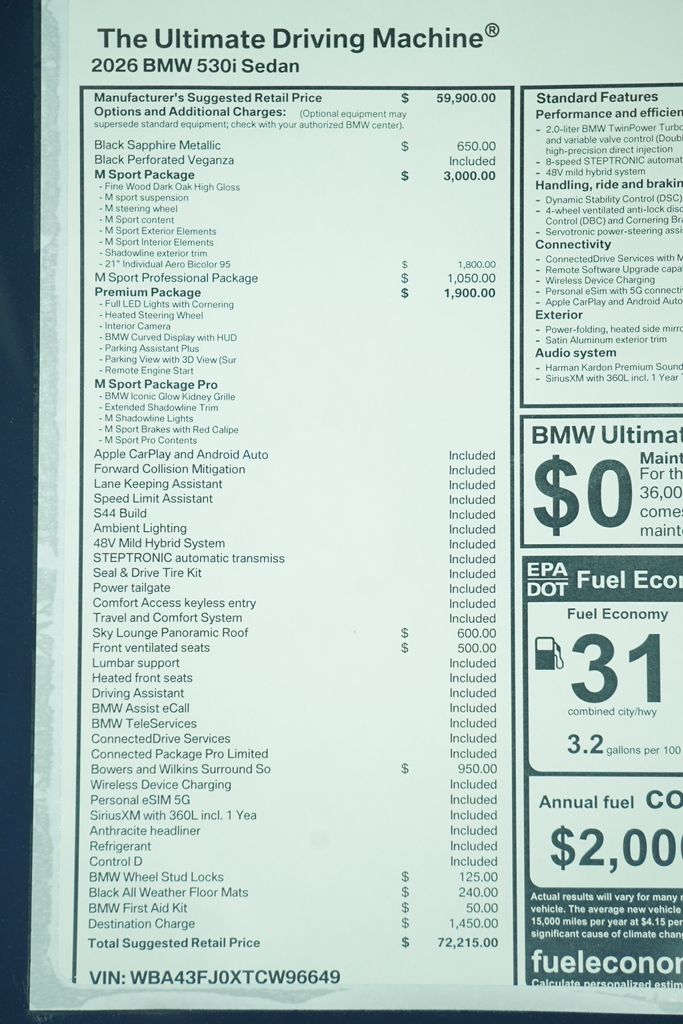 The Ultimate Driving Machine®
2026 BMW 530i Sedan
Manufacturer's Suggested Retail Price $ 59,900.00
Options and Additional Charges: (Optional equipment may
supersede standard equipment; check with your authorized BMW center).
Black Sapphire Metallic $ 650.00
Black Perforated Veganza Included
M Sport Package $ 3,000.00
- Fine Wood Dark Oak High Gloss
- M sport suspension
- M steering wheel
- M Sport content
- M Sport Exterior Elements
- M Sport Interior Elements
- Shadowline exterior trim
- 21" Individual Aero Bicolor 95 $ 1,800.00
M Sport Professional Package $ 1,050.00
Premium Package $ 1,900.00
- Full LED Lights with Cornering
- Heated Steering Wheel
- Interior Camera
- BMW Curved Display with HUD
- Parking Assistant Plus
- Parking View with 3D View (Sur
- Remote Engine Start
M Sport Package Pro
- BMW Iconic Glow Kidney Grille
- Extended Shadowline Trim
- M Shadowline Lights
- M Sport Brakes with Red Calipe
- M Sport Pro Contents
Apple CarPlay and Android Auto Included
Forward Collision Mitigation Included
Lane Keeping Assistant Included
Speed Limit Assistant Included
S44 Build Included
Ambient Lighting Included
48V Mild Hybrid System Included
STEPTRONIC automatic transmiss Included
Seal & Drive Tire Kit Included
Power tailgate Included
Comfort Access keyless entry Included
Travel and Comfort System Included
Sky Lounge Panoramic Roof $ 600.00
Front ventilated seats $ 500.00
Lumbar support Included
Heated front seats Included
Driving Assistant Included
BMW Assist eCall Included
BMW TeleServices Included
ConnectedDrive Services Included
Connected Package Pro Limited Included
Bowers and Wilkins Surround So $ 950.00
Wireless Device Charging Included
Personal eSIM 5G Included
SiriusXM with 360L incl. 1 Yea Included
Anthracite headliner Included
Refrigerant Included
Control D Included
BMW Wheel Stud Locks $ 125.00
Black All Weather Floor Mats $ 240.00
BMW First Aid Kit $ 50.00
Destination Charge $ 1,450.00
Total Suggested Retail Price $ 72,215.00
VIN: WBA43FJ0XTCW96649
Standard Features
Performance and efficien
- 2.0-liter BMW TwinPower Turbo
and variable valve control (Doubl
high-precision direct injection
- 8-speed STEPTRONIC automat
- 48V mild hybrid system
Handling, ride and brakin
- Dynamic Stability Control (DSC)
- 4-wheel ventilated anti-lock disc
Control (DBC) and Cornering Bra
- Servotronic power-steering assi
Connectivity
- ConnectedDrive Services with M
- Remote Software Upgrade capa
- Wireless Device Charging
- Personal eSim with 5G connecti
- Apple CarPlay and Android Auto
Exterior
- Power-folding, heated side mirro
- Satin Aluminum exterior trim
Audio system
- Harman Kardon Premium Sound
- SiriusXM with 360L incl. 1 Year
BMW Ultimat
$0
Maint
For th
36,00
comes
maint
EPA
DOT Fuel Econ
Fuel Economy
31
combined city/hwy
3.2 gallons per 100
Annual fuel CO
$2,00
Actual results will vary for many r
vehicle. The average new vehicle
15,000 miles per year at $4.15 per
significant cause of climate chan
fueleconon
Calculate personalized estim